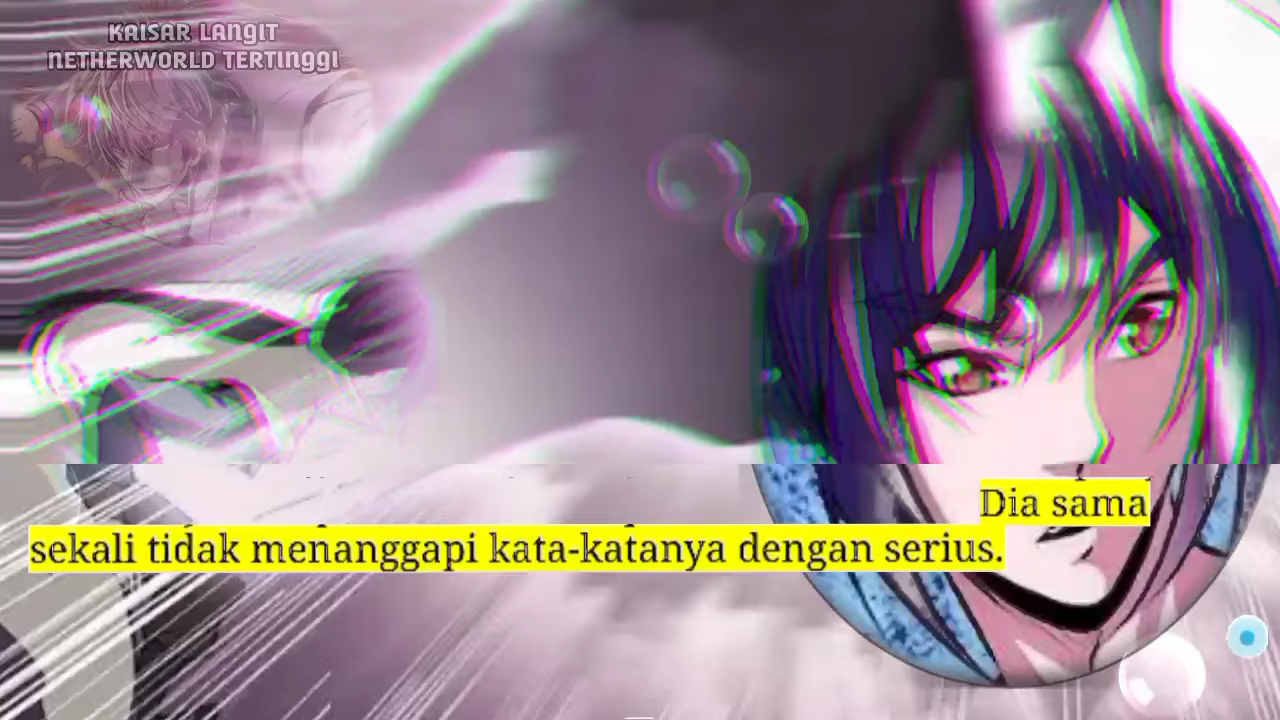 KAISAR LANGIT
NETHERWORLD TERTINGGI
Dia sama
sekali tidak menanggapi kata-katanya dengan serius.